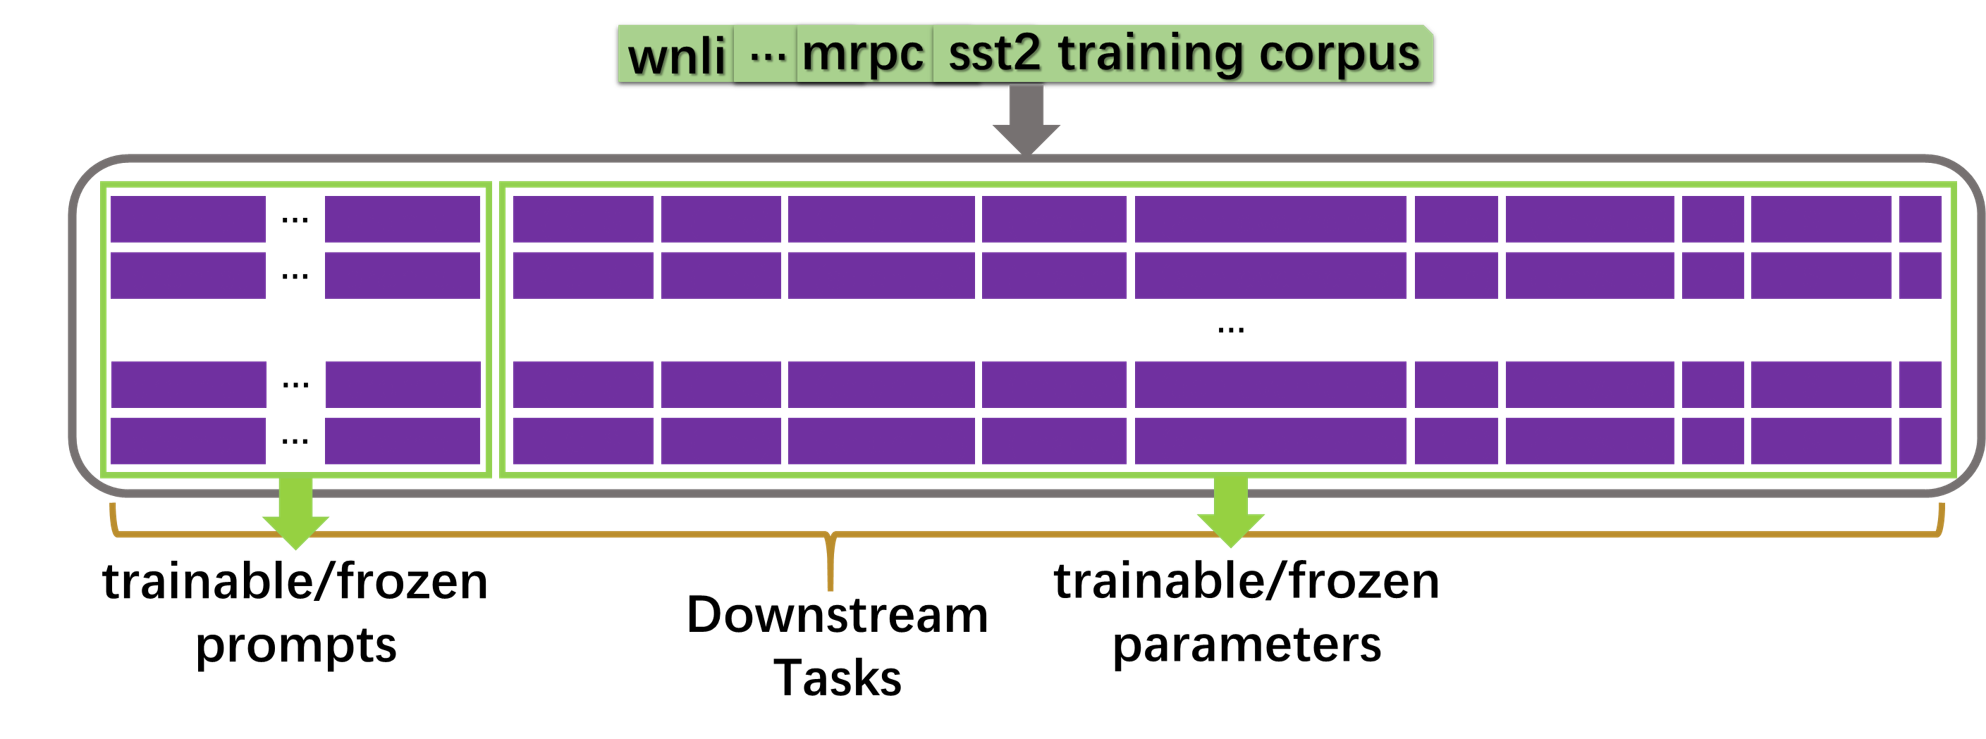 wnli ... mrpc sst2 training corpus
...
...
...
...
...
trainable/frozen
prompts
Downstream
Tasks
trainable/frozen
parameters